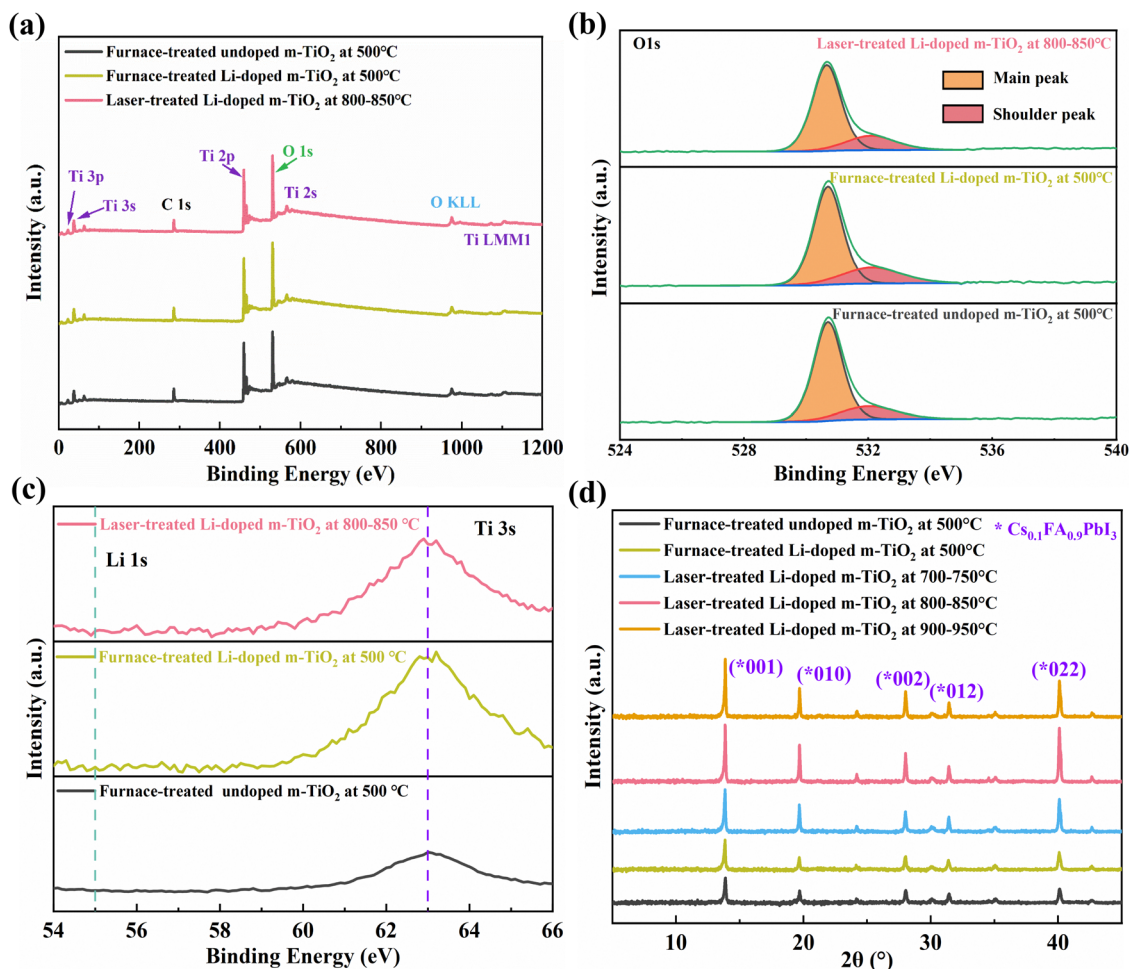 (a)
Furnace-treated undoped m-TiO₂ at 500°C
Furnace-treated Li-doped m-TiO₂ at 500°C
Laser-treated Li-doped m-TiO₂ at 800-850°C
Ti 3p
Ti 3s
C 1s
Ti 2p
O 1s
Ti 2s
O KLL
Ti LMM1
Intensity (a.u.)
0 200 400 600 800 1000 1200
Binding Energy (eV)
(b)
O1s
Laser-treated Li-doped m-TiO₂ at 800-850°C
Main peak
Shoulder peak
Furnace-treated Li-doped m-TiO₂ at 500°C
Furnace-treated undoped m-TiO₂ at 500°C
Intensity (a.u.)
524 528 532 536 540
Binding Energy (eV)
(c)
Laser-treated Li-doped m-TiO₂ at 800-850 °C
Ti 3s
Li 1s
Furnace-treated Li-doped m-TiO₂ at 500 °C
Furnace-treated undoped m-TiO₂ at 500 °C
Intensity (a.u.)
54 56 58 60 62 64 66
Binding Energy (eV)
(d)
Furnace-treated undoped m-TiO₂ at 500°C
* Cs₀.₁FA₀.₉PbI₃
Furnace-treated Li-doped m-TiO₂ at 500°C
Laser-treated Li-doped m-TiO₂ at 700-750°C
Laser-treated Li-doped m-TiO₂ at 800-850°C
Laser-treated Li-doped m-TiO₂ at 900-950°C
(*001)
(*010)
(*002)
(*012)
(*022)
Intensity (a.u.)
10 20 30 40
2θ (°)